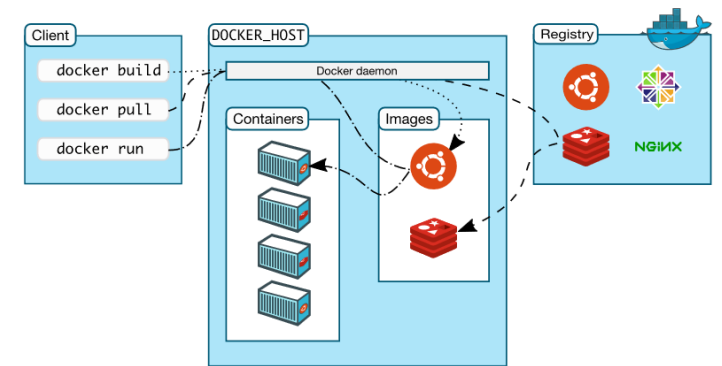 Client
docker build
docker pull
docker run
DOCKER_HOST
Docker daemon
Containers
Images
Registry
NGINX